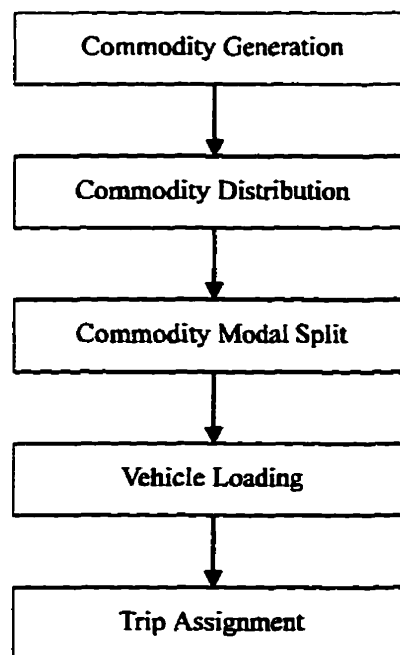 Commodity Generation
Commodity Distribution
Commodity Modal Split
Vehicle Loading
Trip Assignment